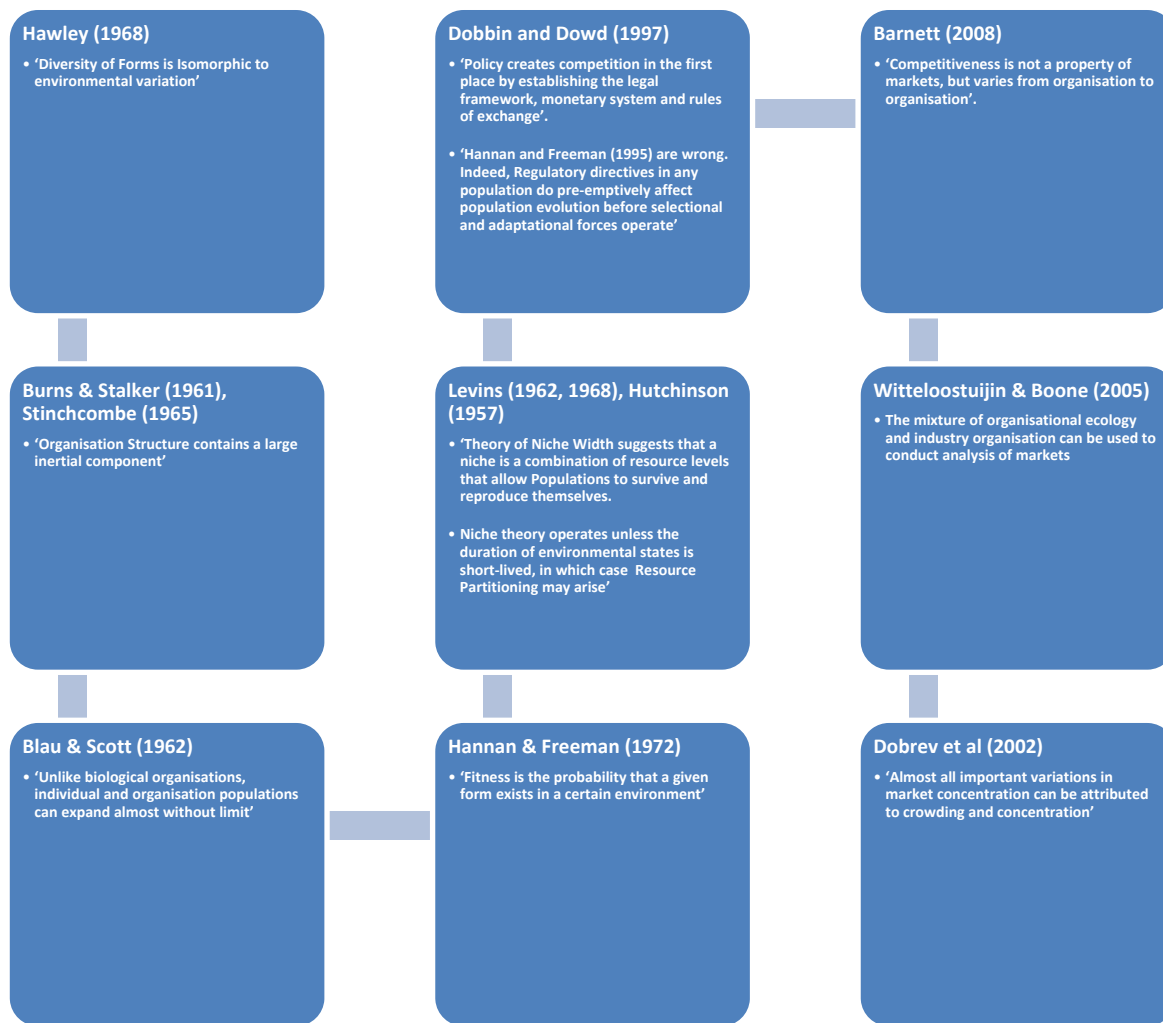 Hawley (1968)
• ‘Diversity of Forms is Isomorphic to
environmental variation’
Burns & Stalker (1961),
Stinchcombe (1965)
• ‘Organisation Structure contains a large
inertial component’
Blau & Scott (1962)
• ‘Unlike biological organisations,
individual and organisation populations
can expand almost without limit’
Hannan & Freeman (1972)
• ‘Fitness is the probability that a given
form exists in a certain environment’
Levins (1962, 1968), Hutchinson
(1957)
• ‘Theory of Niche Width suggests that a
niche is a combination of resource levels
that allow Populations to survive and
reproduce themselves.
• Niche theory operates unless the
duration of environmental states is
short-lived, in which case Resource
Partitioning may arise’
Dobbin and Dowd (1997)
• ‘Policy creates competition in the first
place by establishing the legal
framework, monetary system and rules
of exchange’.
• ‘Hannan and Freeman (1995) are wrong.
Indeed, Regulatory directives in any
population do pre-emptively affect
population evolution before selectional
and adaptational forces operate’
Barnett (2008)
• ‘Competitiveness is not a property of
markets, but varies from organisation to
organisation’.
Witteloostuijin & Boone (2005)
• The mixture of organisational ecology
and industry organisation can be used to
conduct analysis of markets
Dobrev et al (2002)
• ‘Almost all important variations in
market concentration can be attributed
to crowding and concentration’